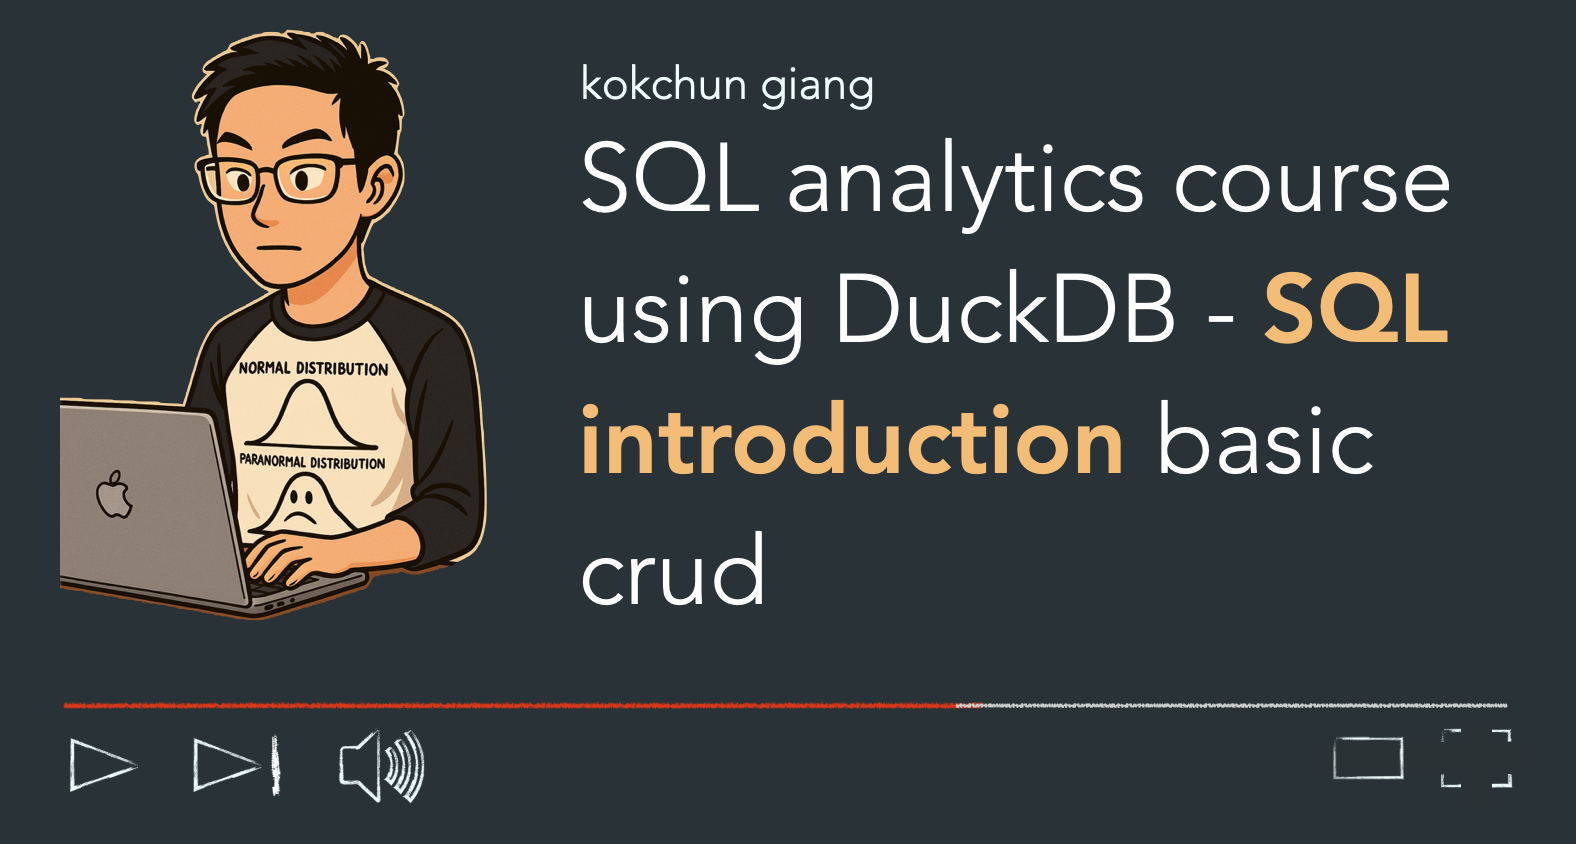 kokchun giang
SQL analytics course
using DuckDB - SQL
introduction basic
crud
NORMAL DISTRIBUTION
PARANORMAL DISTRIBUTION